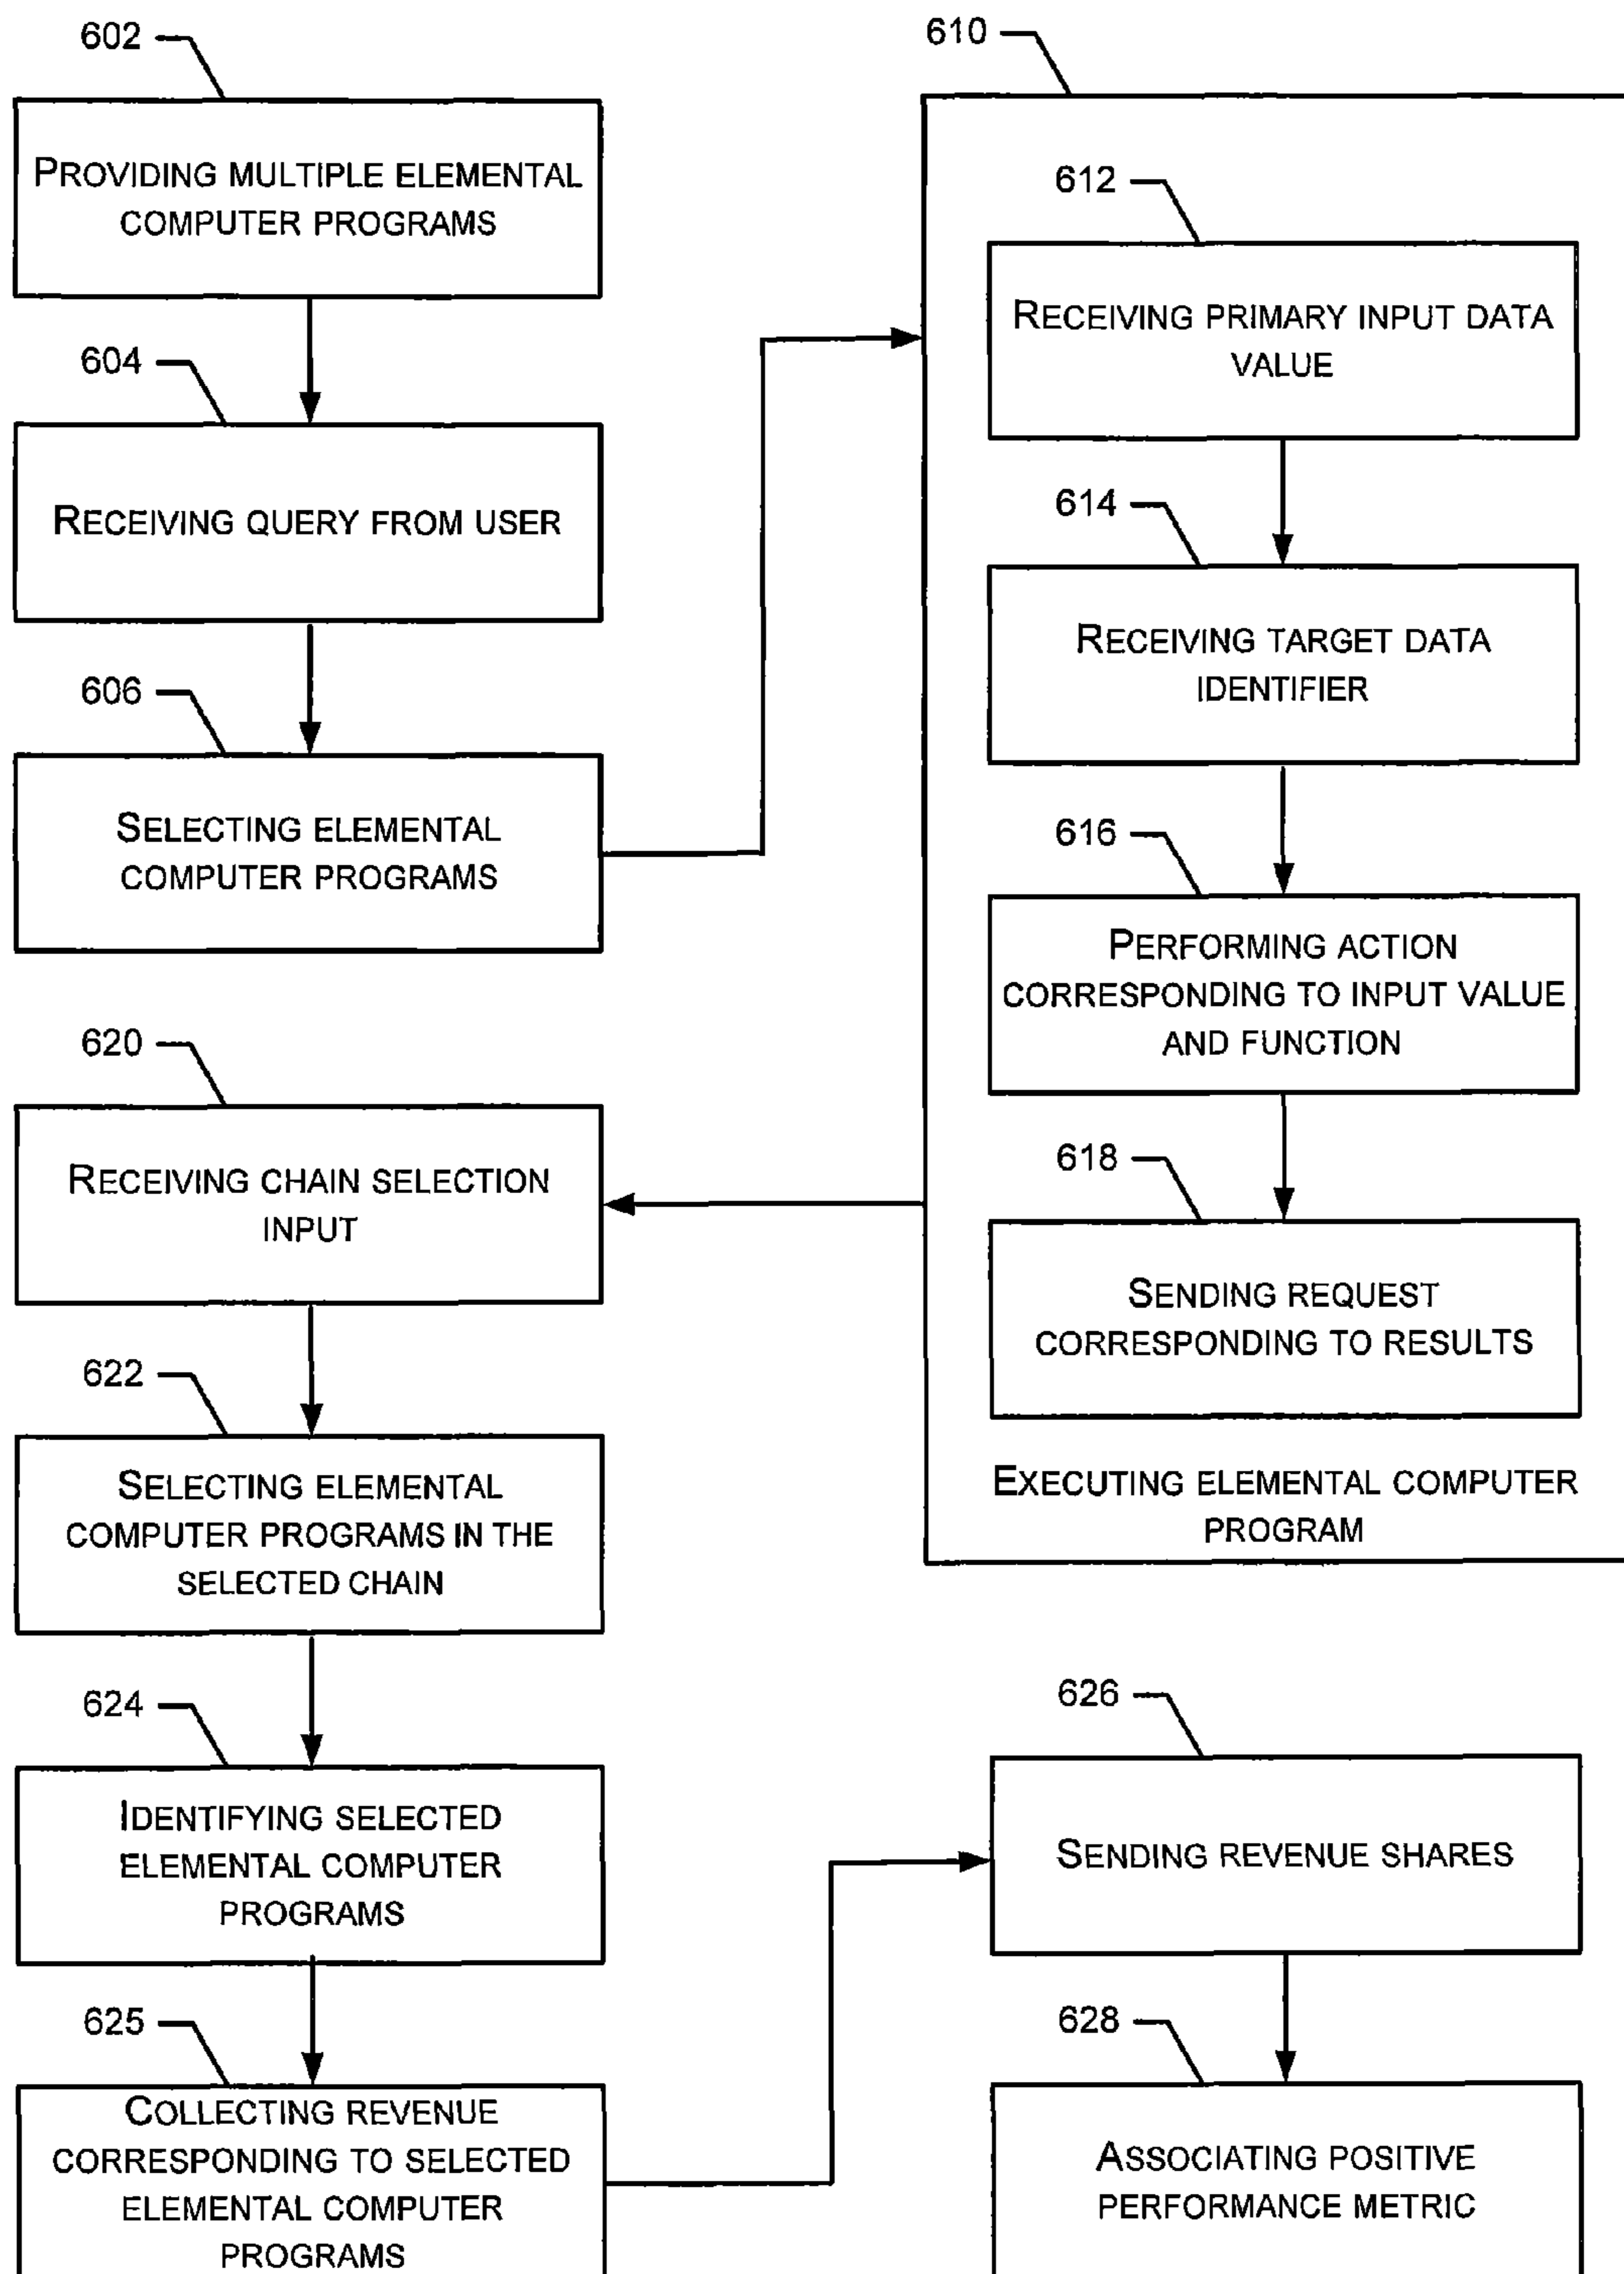 602
PROVIDING MULTIPLE ELEMENTAL
COMPUTER PROGRAMS
604
RECEIVING QUERY FROM USER
606
SELECTING ELEMENTAL
COMPUTER PROGRAMS
610
612
RECEIVING PRIMARY INPUT DATA
VALUE
614
RECEIVING TARGET DATA
IDENTIFIER
616
PERFORMING ACTION
CORRESPONDING TO INPUT VALUE
AND FUNCTION
618
SENDING REQUEST
CORRESPONDING TO RESULTS
EXECUTING ELEMENTAL COMPUTER
PROGRAM
620
RECEIVING CHAIN SELECTION
INPUT
622
SELECTING ELEMENTAL
COMPUTER PROGRAMS IN THE
SELECTED CHAIN
624
IDENTIFYING SELECTED
ELEMENTAL COMPUTER
PROGRAMS
625
COLLECTING REVENUE
CORRESPONDING TO SELECTED
ELEMENTAL COMPUTER
PROGRAMS
626
SENDING REVENUE SHARES
628
ASSOCIATING POSITIVE
PERFORMANCE METRIC